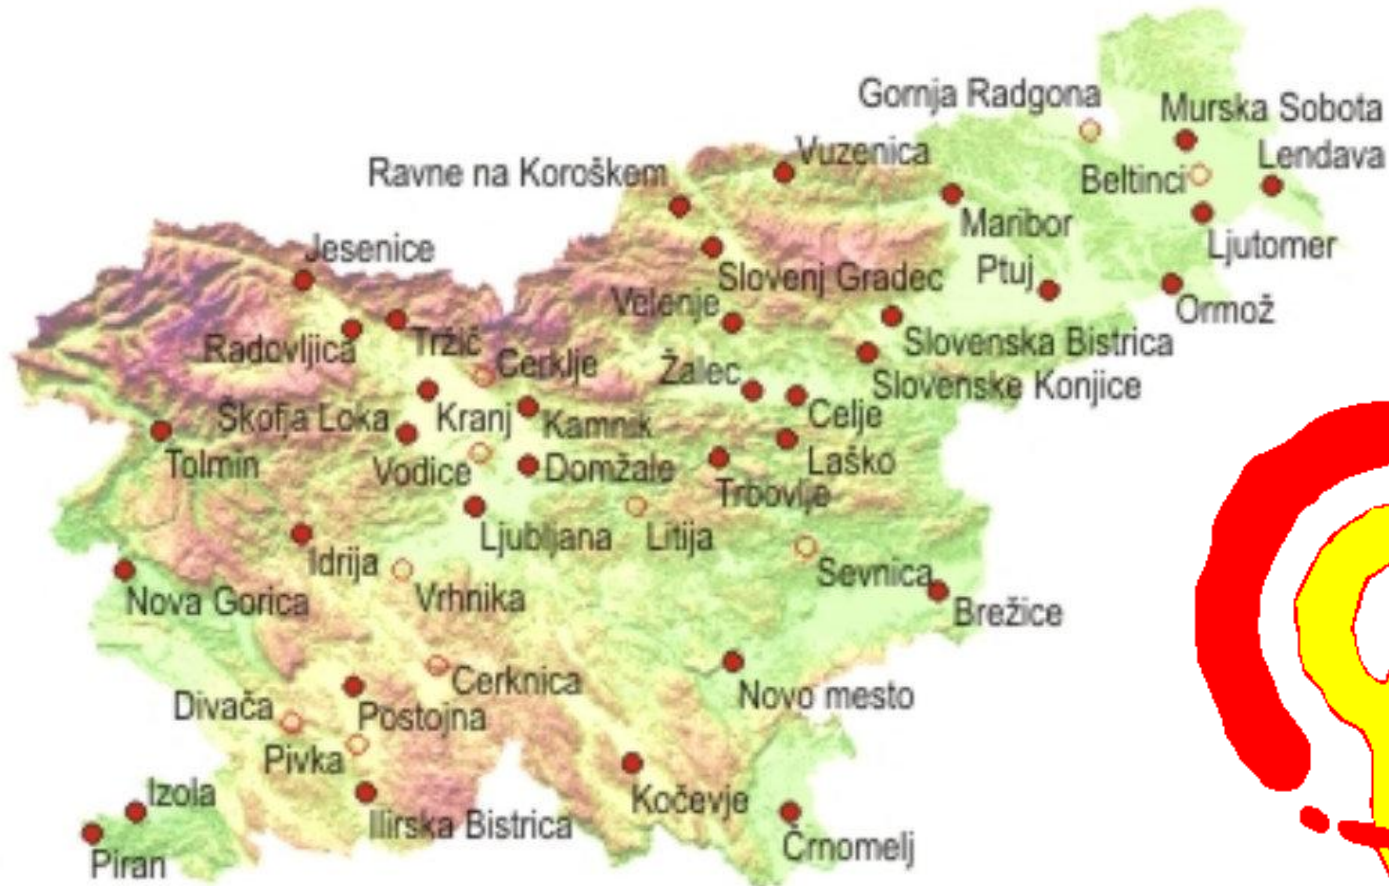 Gornja Radgona
Murska Sobota
Vuzenica
Lendava
Ravne na Koroškem
Beltinci
Maribor
Jesenice
Ljutomer
Slovenj Gradec
Ptuj
Velenje
Ormož
Radovljica
Tržič
Slovenska Bistrica
Cerklje
Žalec
Slovenske Konjice
Škofja Loka
Kranj
Kamnik
Celje
Tolmin
Vodice
Domžale
Laško
Trbovlje
Ljubljana
Litija
Idrija
Sevnica
Nova Gorica
Vrhnika
Brežice
Cerknica
Novo mesto
Divača
Postojna
Pivka
Izola
Kočevje
Ilirska Bistrica
Črnomelj
Piran